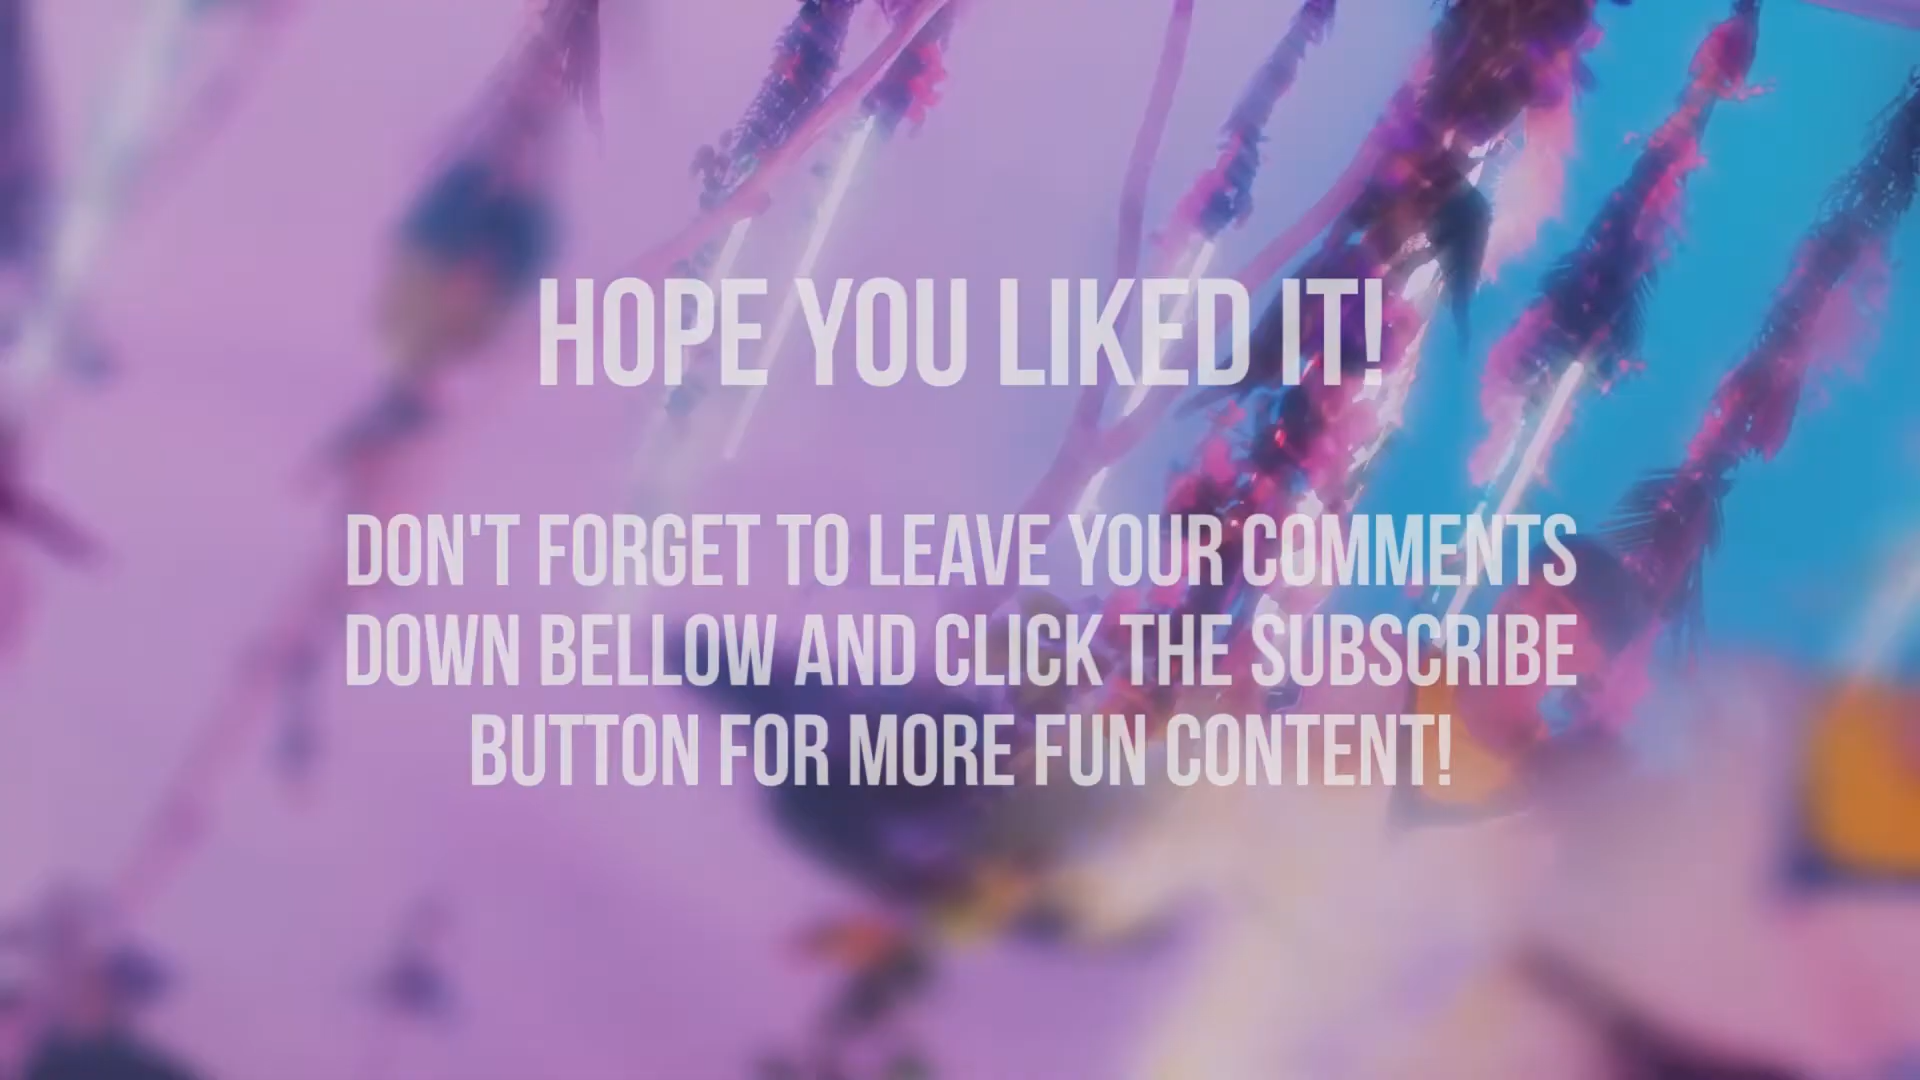 HOPE YOU LIKED IT!
DON'T FORGET TO LEAVE YOUR COMMENTS
DOWN BELLOW AND CLICK THE SUBSCRIBE
BUTTON FOR MORE FUN CONTENT!